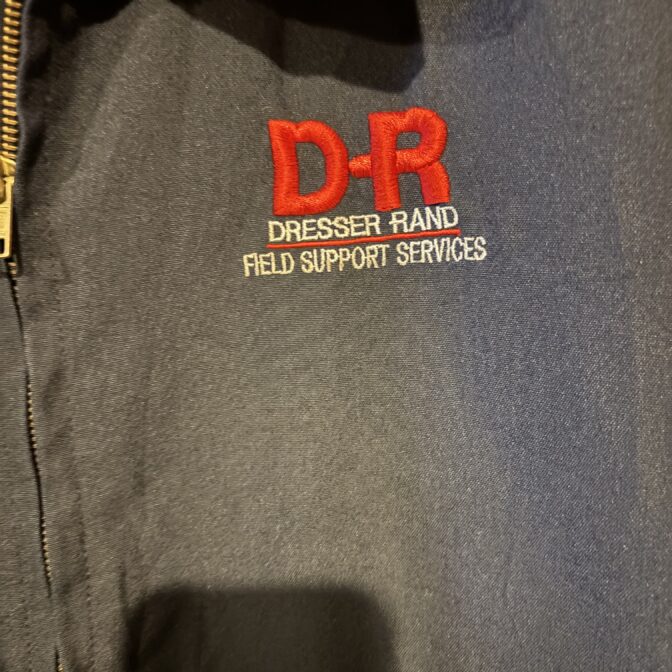 D-R
DRESSER RAND
FIELD SUPPORT SERVICES